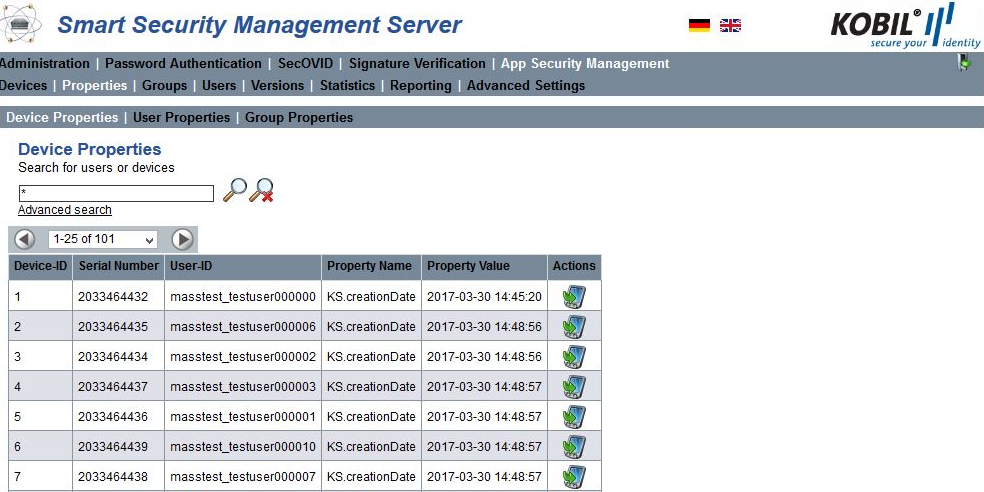 Smart Security Management Server
KOBIL®
secure your identity
Administration | Password Authentication | SecOVID | Signature Verification | App Security Management
Devices | Properties | Groups | Users | Versions | Statistics | Reporting | Advanced Settings
Device Properties | User Properties | Group Properties
Device Properties
Search for users or devices
*
Advanced search
1-25 of 101
Device-ID Serial Number User-ID Property Name Property Value Actions
1 2033464432 masstest_testuser000000 KS.creationDate 2017-03-30 14:45:20
2 2033464435 masstest_testuser000006 KS.creationDate 2017-03-30 14:48:56
3 2033464434 masstest_testuser000002 KS.creationDate 2017-03-30 14:48:56
4 2033464437 masstest_testuser000003 KS.creationDate 2017-03-30 14:48:57
5 2033464436 masstest_testuser000001 KS.creationDate 2017-03-30 14:48:57
6 2033464439 masstest_testuser000010 KS.creationDate 2017-03-30 14:48:57
7 2033464438 masstest_testuser000007 KS.creationDate 2017-03-30 14:48:57